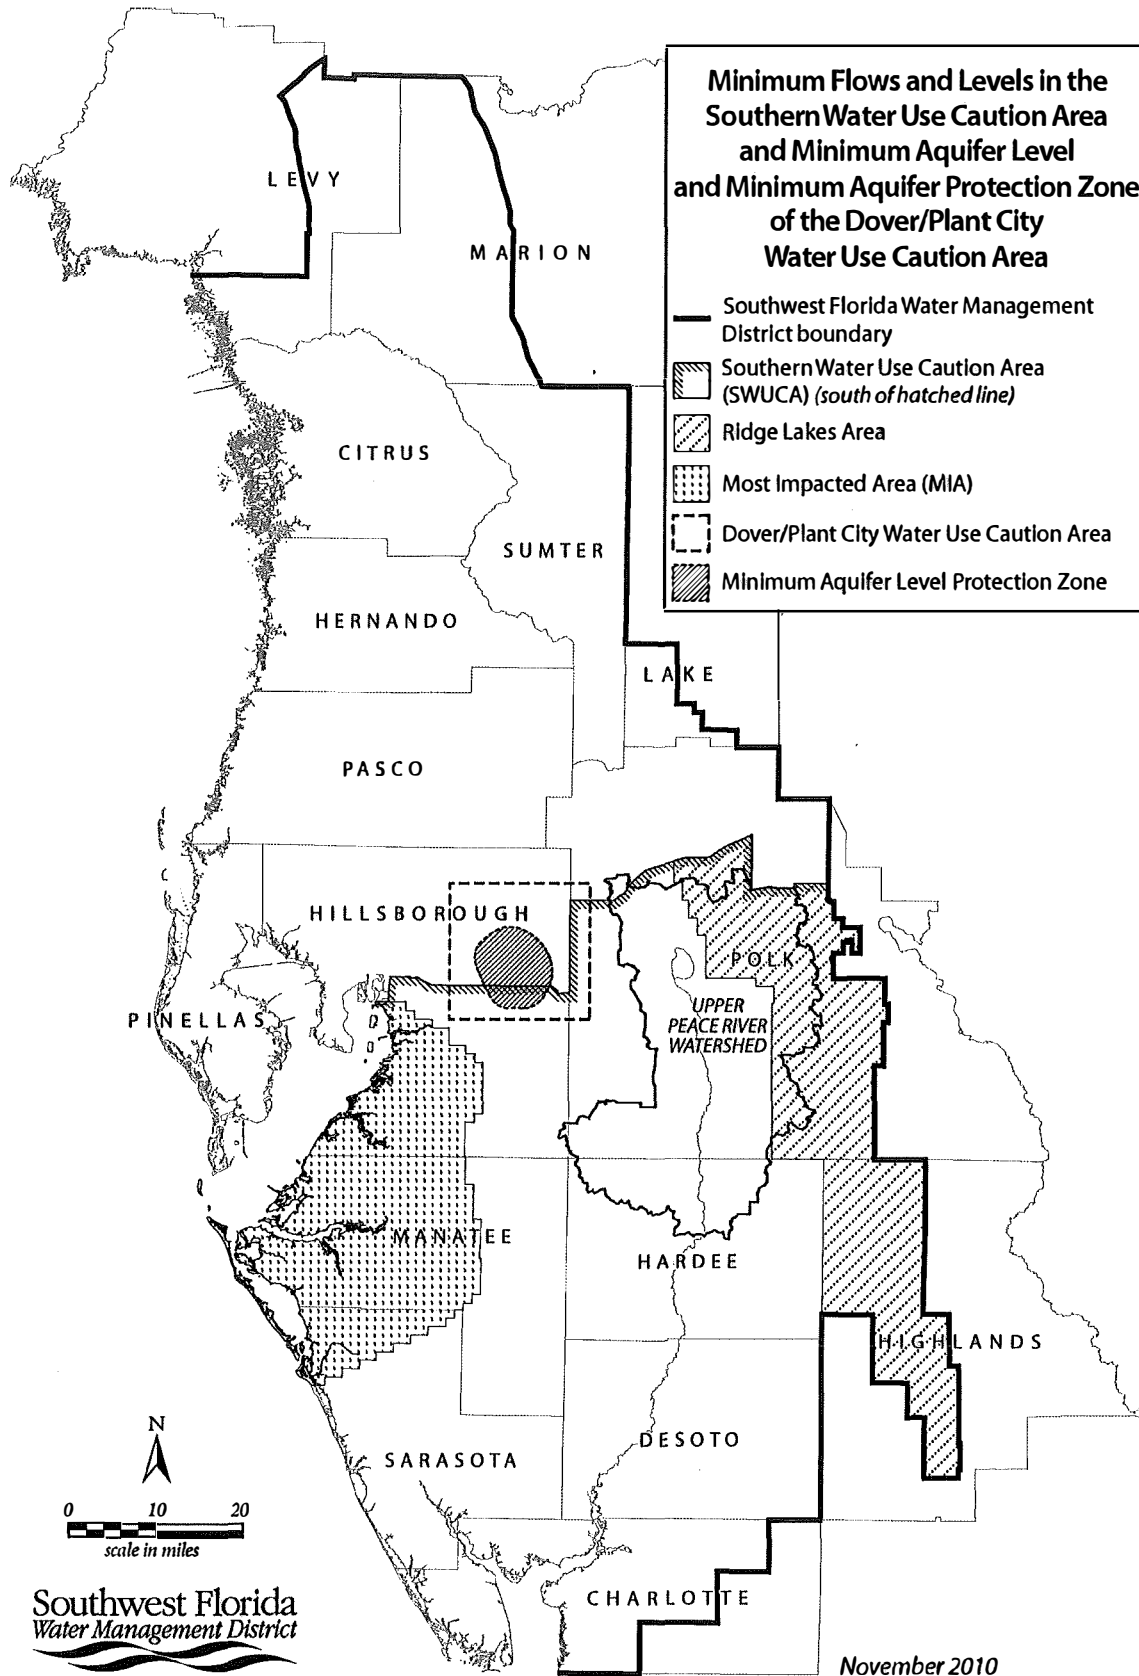 Minimum Flows and Levels in the
Southern Water Use Caution Area
and Minimum Aquifer Level
and Minimum Aquifer Protection Zone
of the Dover/Plant City
Water Use Caution Area
Southwest Florida Water Management
District boundary
Southern Water Use Caution Area
(SWUCA) (south of hatched line)
Ridge Lakes Area
Most Impacted Area (MIA)
Dover/Plant City Water Use Caution Area
Minimum Aquifer Level Protection Zone
LEVY
MARION
CITRUS
SUMTER
HERNANDO
LAKE
PASCO
HILLSBOROUGH
POLK
PINELLAS
UPPER
PEACE RIVER
WATERSHED
MANATEE
HARDEE
HIGHLANDS
DESOTO
SARASOTA
CHARLOTTE
N
0 10 20
scale in miles
Southwest Florida
Water Management District
November 2010